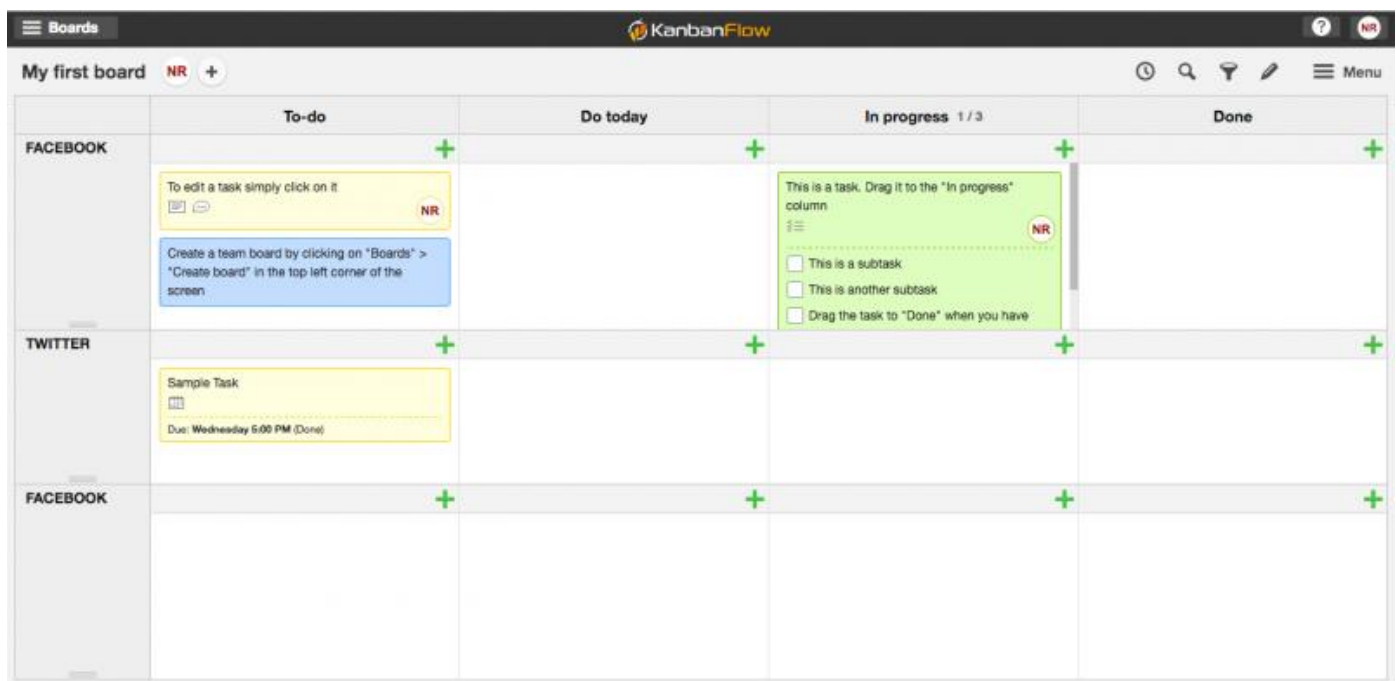 Boards
KanbanFlow
?
NR
My first board
NR
+
Menu
To-do
Do today
In progress 1 / 3
Done
FACEBOOK
To edit a task simply click on it
NR
Create a team board by clicking on "Boards" >
"Create board" in the top left corner of the
screen
This is a task. Drag it to the "In progress"
column
NR
This is a subtask
This is another subtask
Drag the task to "Done" when you have
TWITTER
Sample Task
Due: Wednesday 5:00 PM (Done)
FACEBOOK